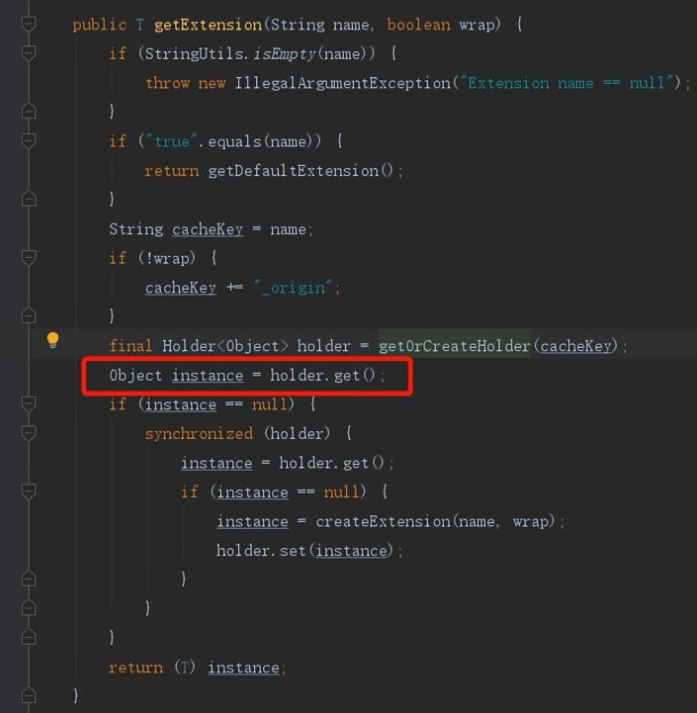 public T getExtension(String name, boolean wrap) {
if (StringUtils.isEmpty(name)) {
throw new IllegalArgumentException("Extension name == null");
}
if ("true".equals(name)) {
return getDefaultExtension();
}
String cacheKey = name;
if (!wrap) {
cacheKey += "_origin";
}
final Holder<Object> holder = getOrCreateHolder(cacheKey);
Object instance = holder.get();
if (instance == null) {
synchronized (holder) {
instance = holder.get();
if (instance == null) {
instance = createExtension(name, wrap);
holder.set(instance);
}
}
}
return (T) instance;
}